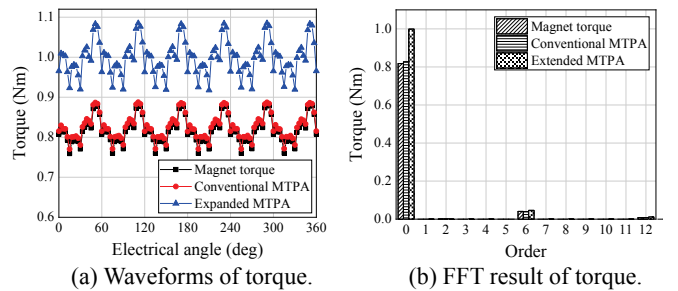 1.1
1.0
0.9
0.8
0.7
0.6
Torque (Nm)
Magnet torque
Conventional MTPA
Expanded MTPA
0 60 120 180 240 300 360
Electrical angle (deg)
(a) Waveforms of torque.
1.0
0.8
0.6
0.4
0.2
0.0
Torque (Nm)
Magnet torque
Conventional MTPA
Extended MTPA
0 1 2 3 4 5 6 7 8 9 10 11 12
Order
(b) FFT result of torque.